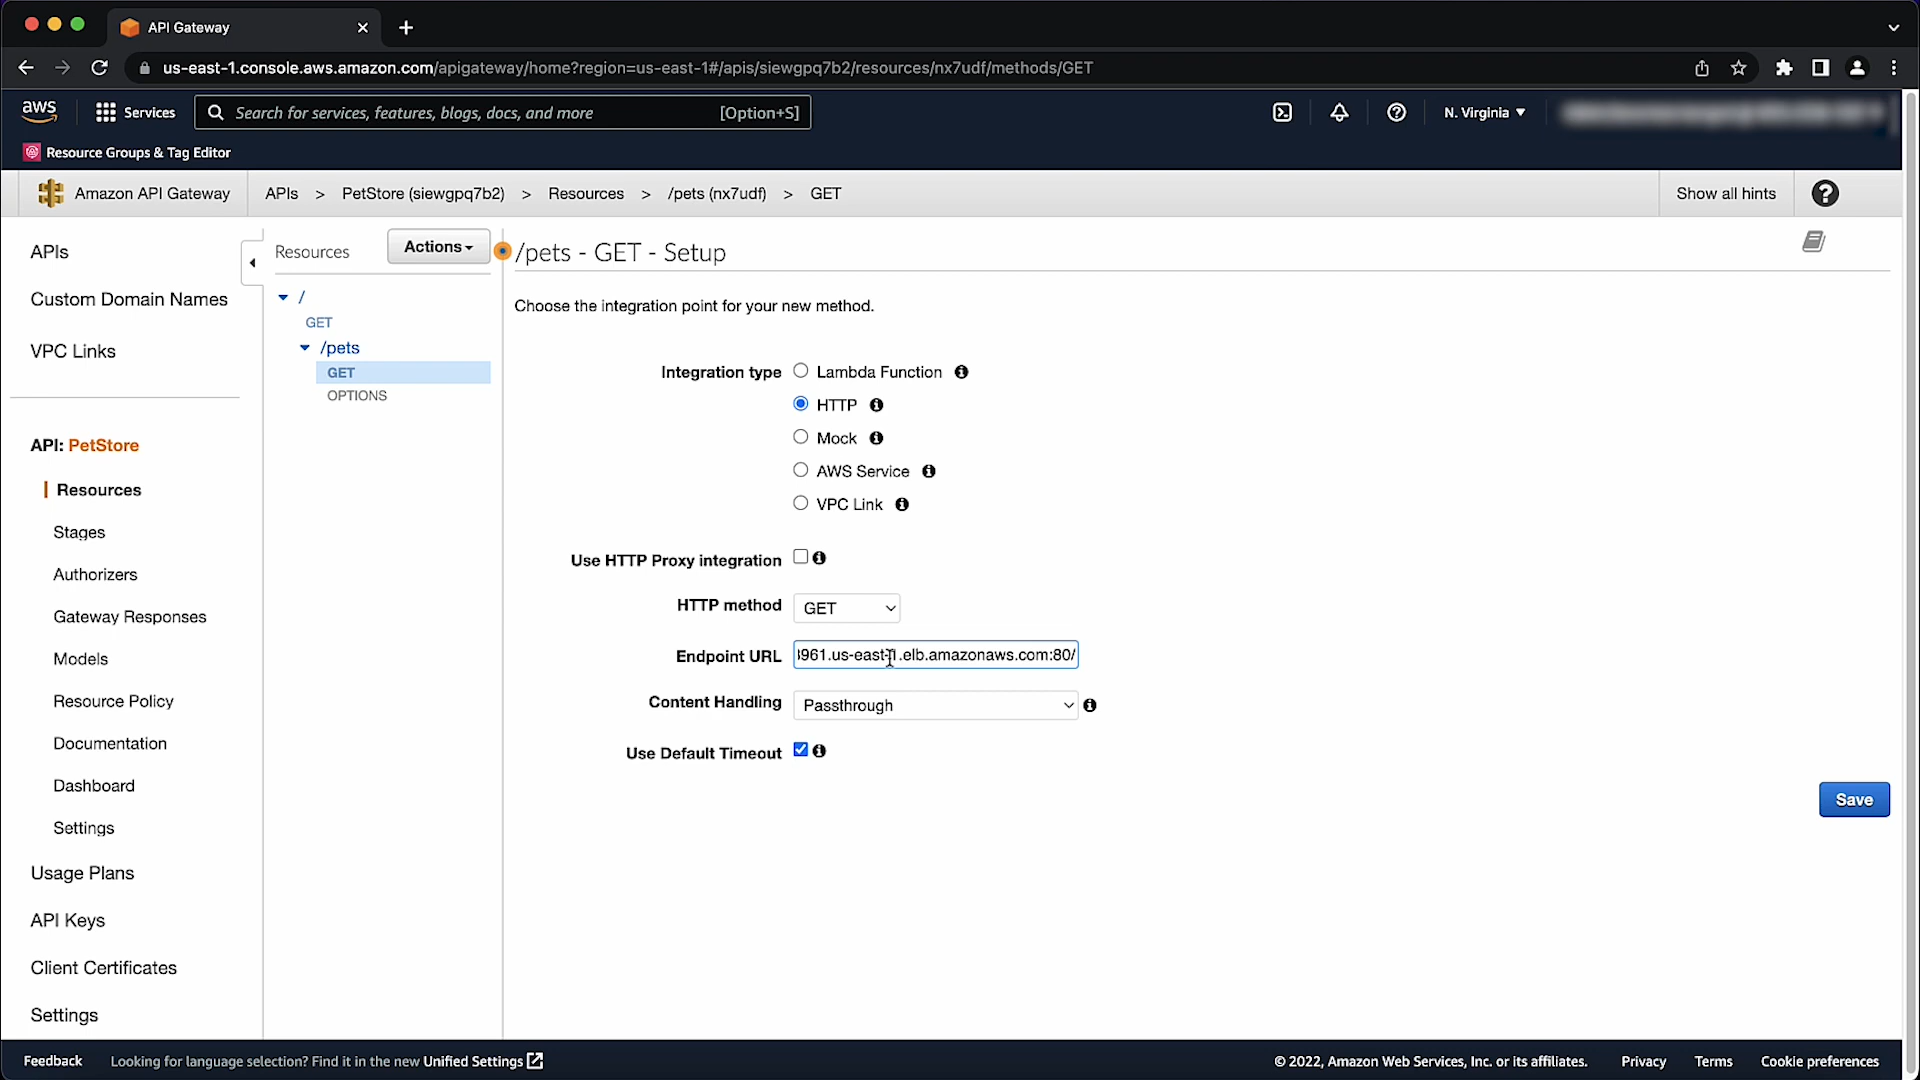 API Gateway
us-east-1.console.aws.amazon.com/apigateway/home?region=us-east-1#/apis/siewgpq7b2/resources/nx7udf/methods/GET
aws
Services
Search for services, features, blogs, docs, and more
[Option+S]
N. Virginia
Resource Groups & Tag Editor
Amazon API Gateway
APIs > PetStore (siewgpq7b2) > Resources > /pets (nx7udf) > GET
Show all hints
APIs
Custom Domain Names
VPC Links
API: PetStore
Resources
Stages
Authorizers
Gateway Responses
Models
Resource Policy
Documentation
Dashboard
Settings
Usage Plans
API Keys
Client Certificates
Settings
Resources
Actions
/
GET
/pets
GET
OPTIONS
/pets - GET - Setup
Choose the integration point for your new method.
Integration type
Lambda Function
HTTP
Mock
AWS Service
VPC Link
Use HTTP Proxy integration
HTTP method
GET
Endpoint URL
961.us-east-1.elb.amazonaws.com:80/
Content Handling
Passthrough
Use Default Timeout
Save
Feedback
Looking for language selection? Find it in the new Unified Settings
© 2022, Amazon Web Services, Inc. or its affiliates.
Privacy
Terms
Cookie preferences